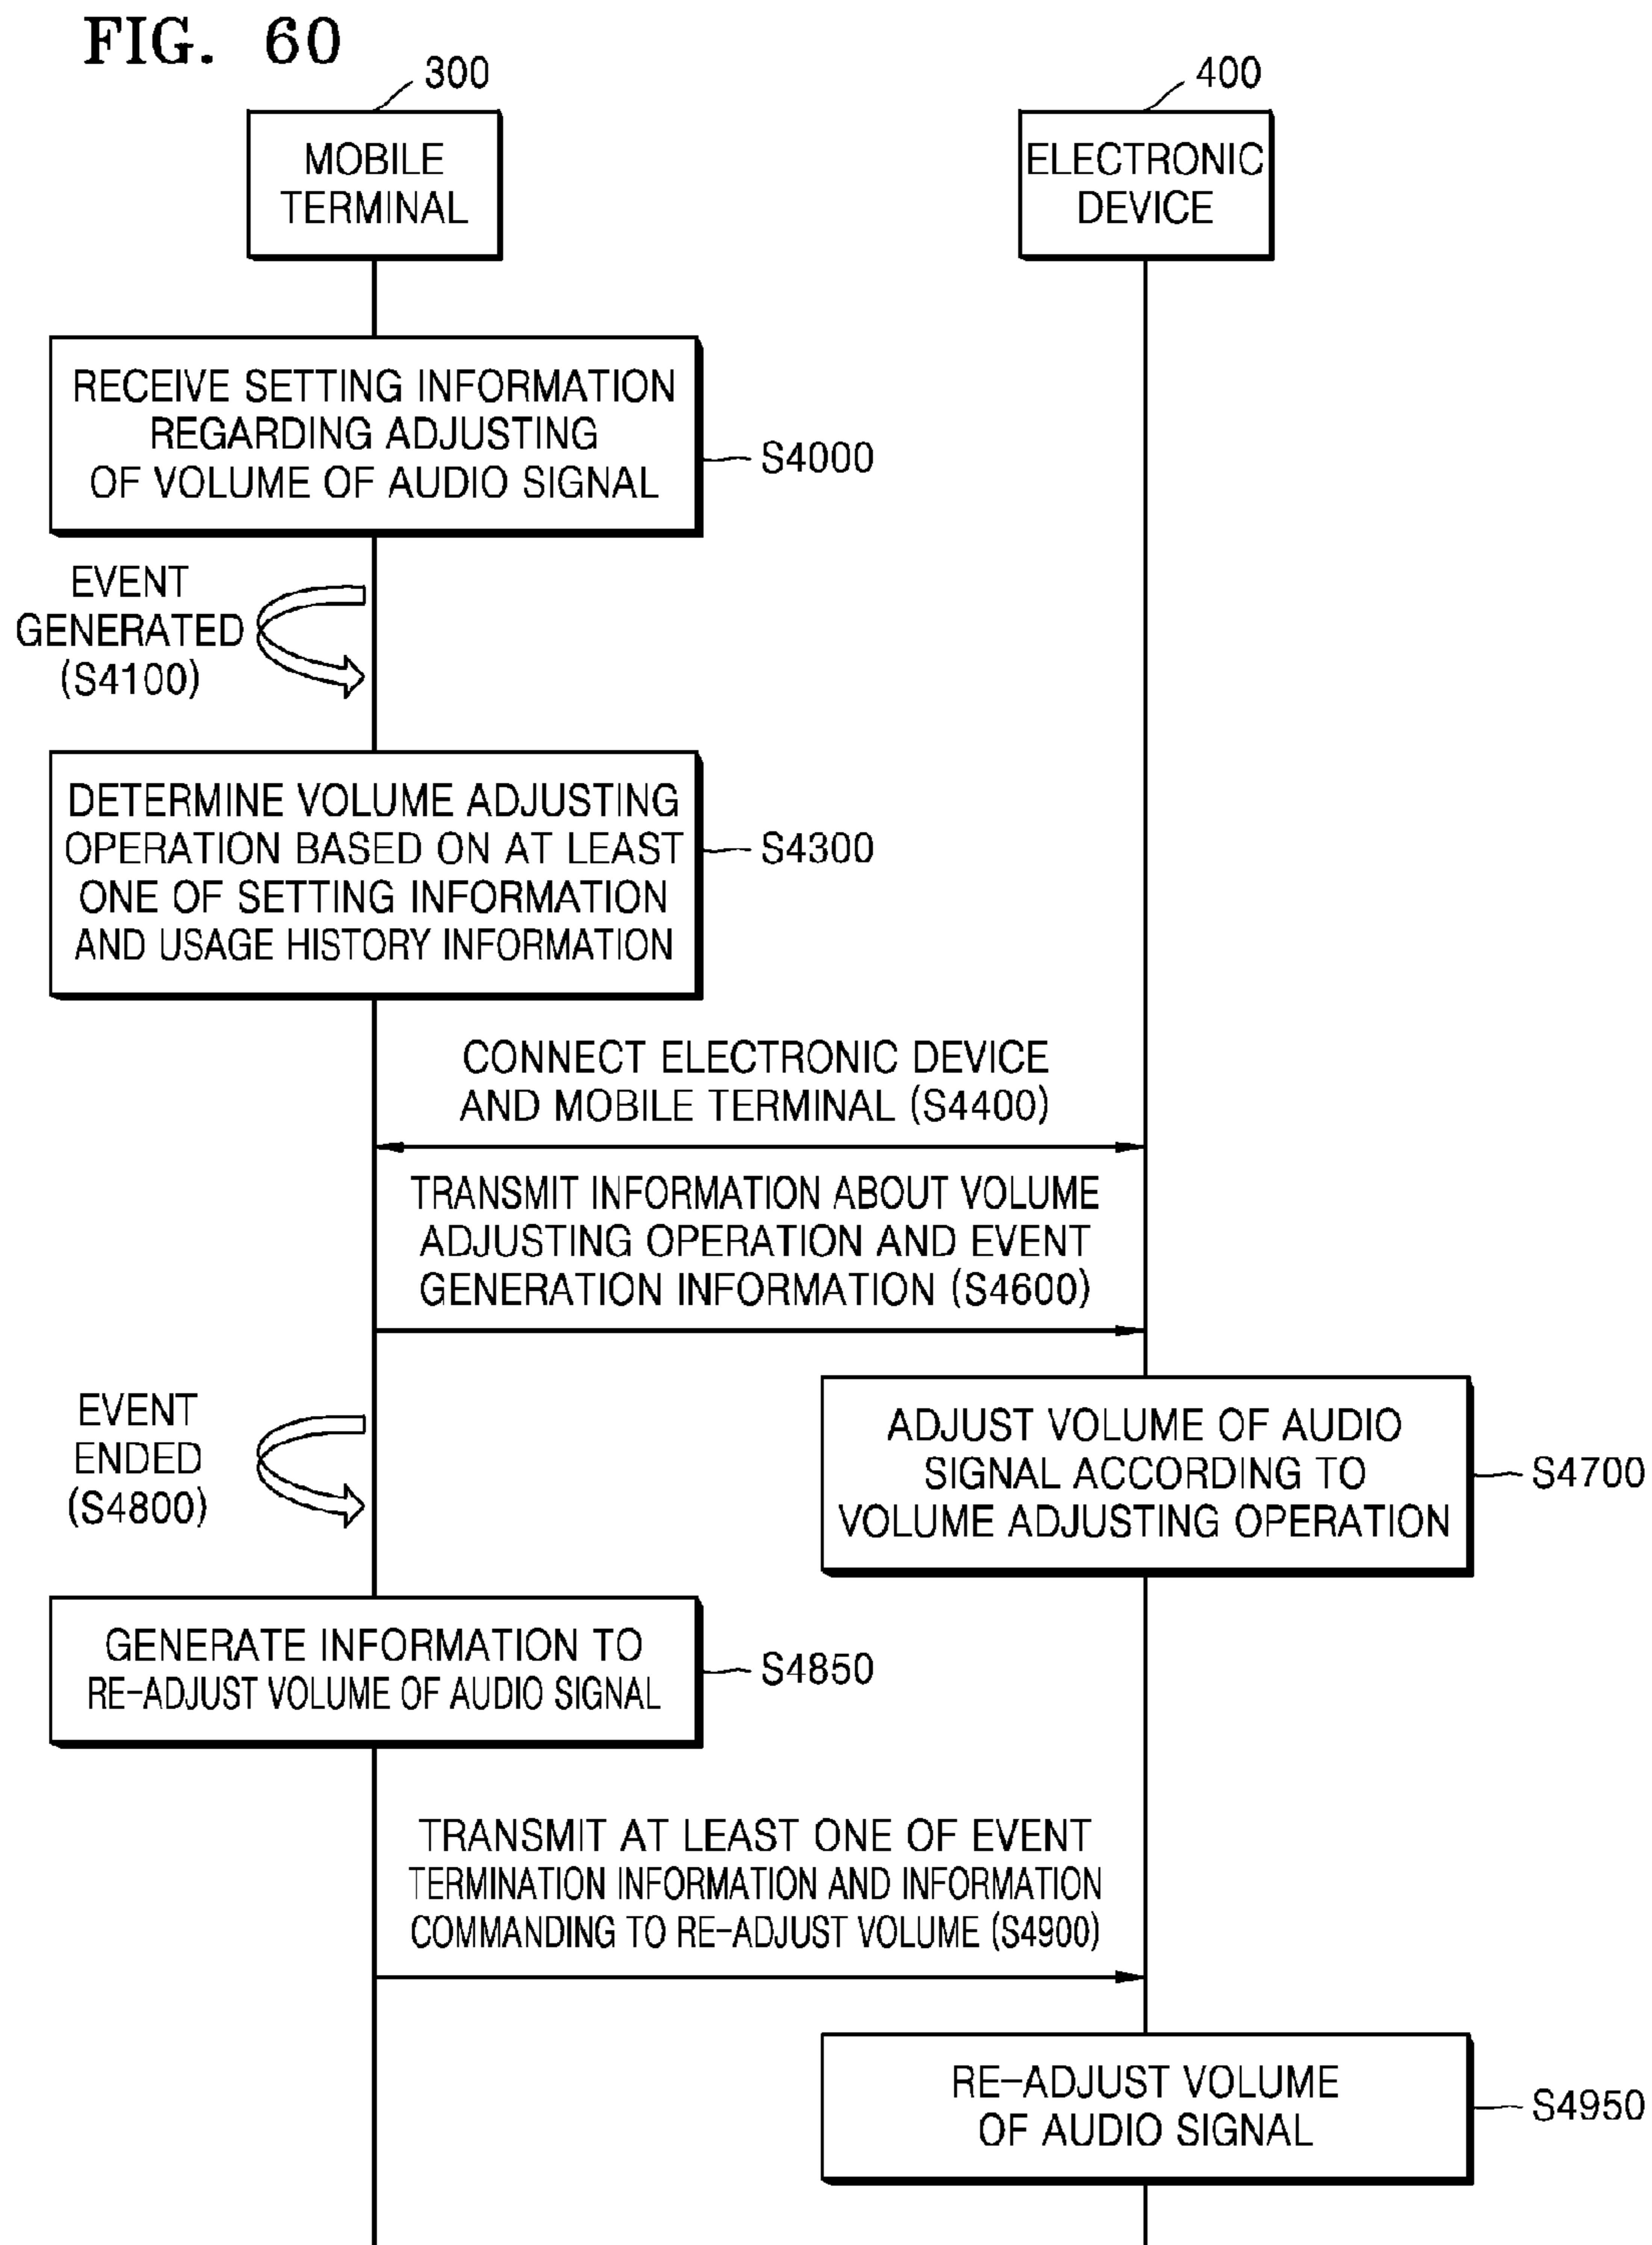 FIG. 60
300
400
MOBILE
TERMINAL
ELECTRONIC
DEVICE
RECEIVE SETTING INFORMATION
REGARDING ADJUSTING
OF VOLUME OF AUDIO SIGNAL
S4000
EVENT
GENERATED
(S4100)
DETERMINE VOLUME ADJUSTING
OPERATION BASED ON AT LEAST
ONE OF SETTING INFORMATION
AND USAGE HISTORY INFORMATION
S4300
CONNECT ELECTRONIC DEVICE
AND MOBILE TERMINAL (S4400)
TRANSMIT INFORMATION ABOUT VOLUME
ADJUSTING OPERATION AND EVENT
GENERATION INFORMATION (S4600)
EVENT
ENDED
(S4800)
ADJUST VOLUME OF AUDIO
SIGNAL ACCORDING TO
VOLUME ADJUSTING OPERATION
S4700
GENERATE INFORMATION TO
RE-ADJUST VOLUME OF AUDIO SIGNAL
S4850
TRANSMIT AT LEAST ONE OF EVENT
TERMINATION INFORMATION AND INFORMATION
COMMANDING TO RE-ADJUST VOLUME (S4900)
RE-ADJUST VOLUME
OF AUDIO SIGNAL
S4950